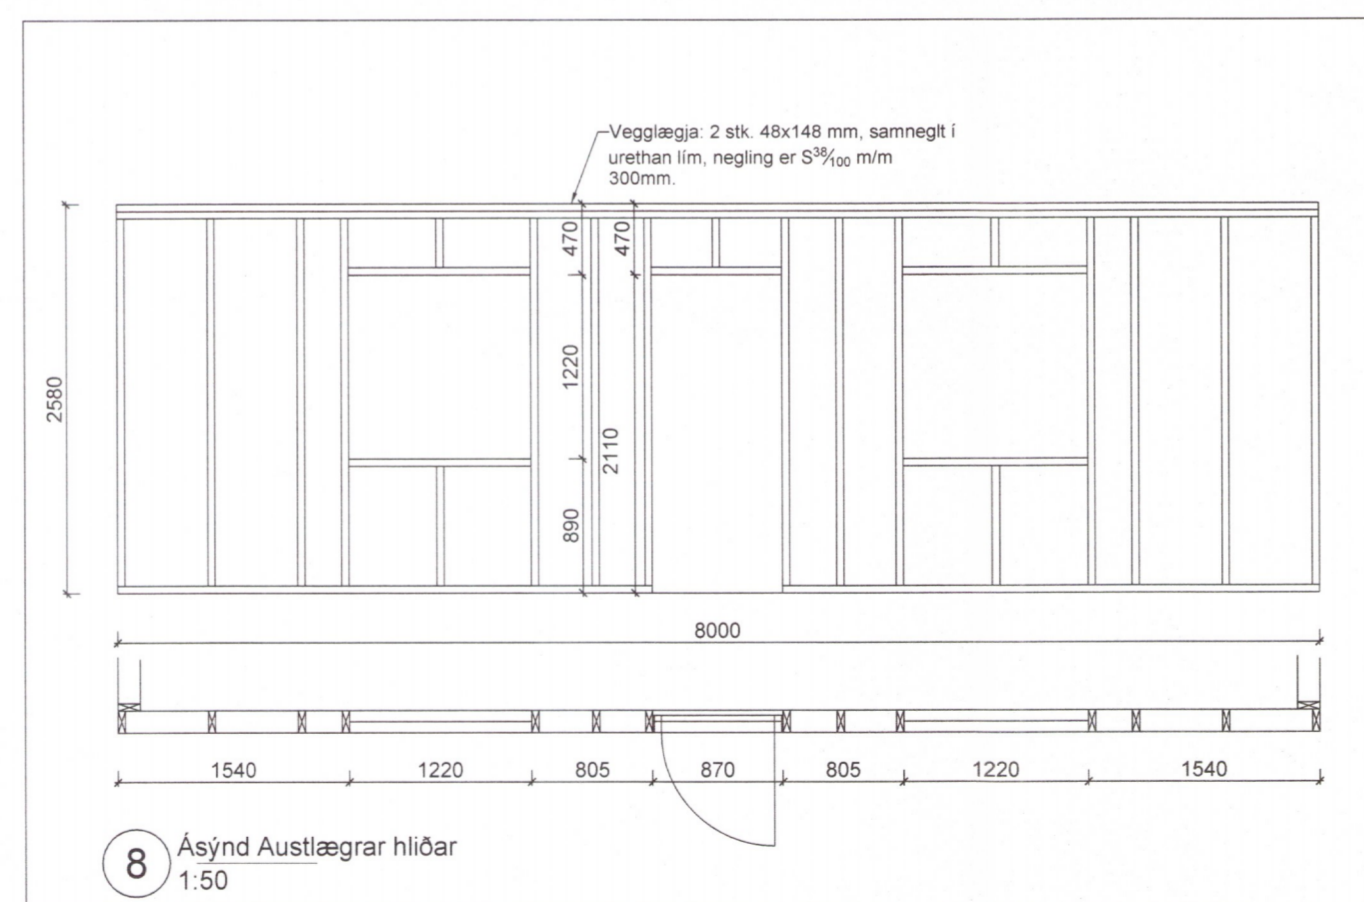 Vegglægja: 2 stk. 48x148 mm, samneglt í
urethan lím, negling er S³⁸⁄₁₀₀ m/m
300mm.
470
470
2580
1220
2110
890
8000
1540 1220 805 870 805 1220 1540
8
Ásýnd Austlægrar hliðar
1:50